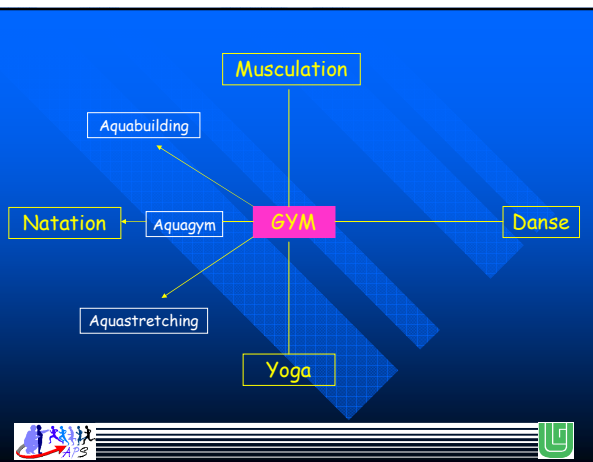 Musculation
Aquabuilding
Natation
Aquagym
GYM
Danse
Aquastretching
Yoga
APS